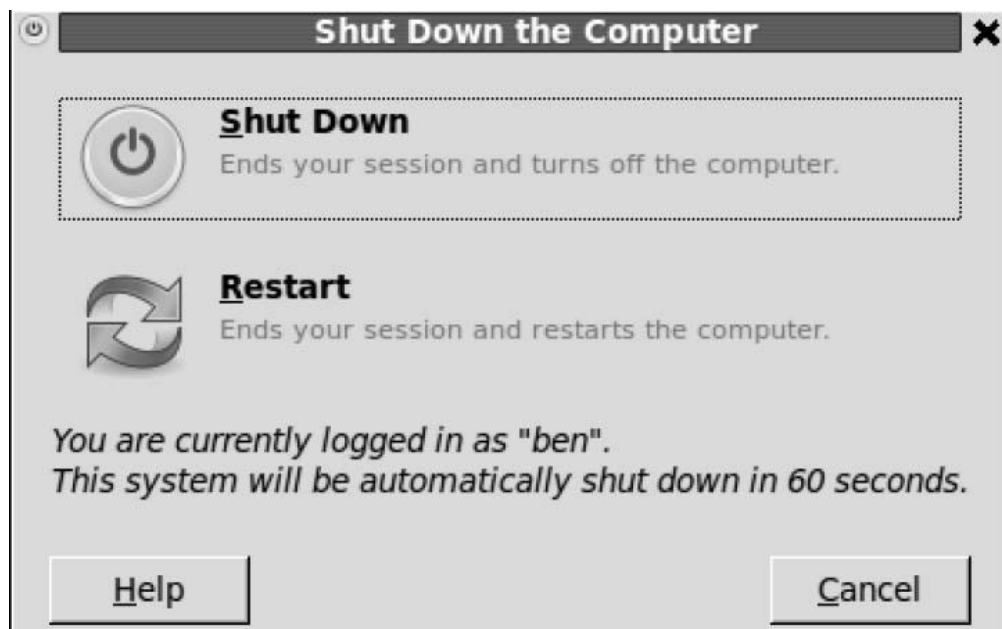 Shut Down the Computer
Shut Down
Ends your session and turns off the computer.
Restart
Ends your session and restarts the computer.
You are currently logged in as "ben".
This system will be automatically shut down in 60 seconds.
Help
Cancel